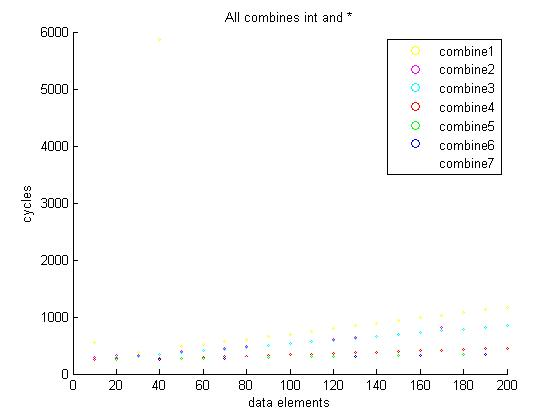 All combines int and *
6000
5000
4000
3000
2000
1000
0
cycles
combine1
combine2
combine3
combine4
combine5
combine6
combine7
0 20 40 60 80 100 120 140 160 180 200
data elements